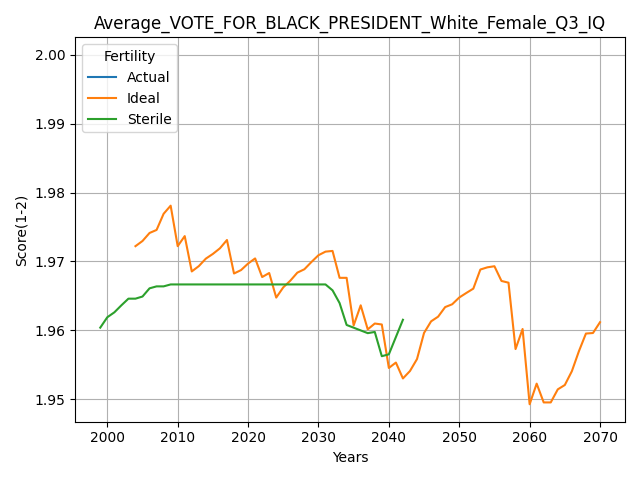 Average_VOTE_FOR_BLACK_PRESIDENT_White_Female_Q3_IQ
Fertility
Actual
Ideal
Sterile
Score(1-2)
2.00
1.99
1.98
1.97
1.96
1.95
2000 2010 2020 2030 2040 2050 2060 2070
Years